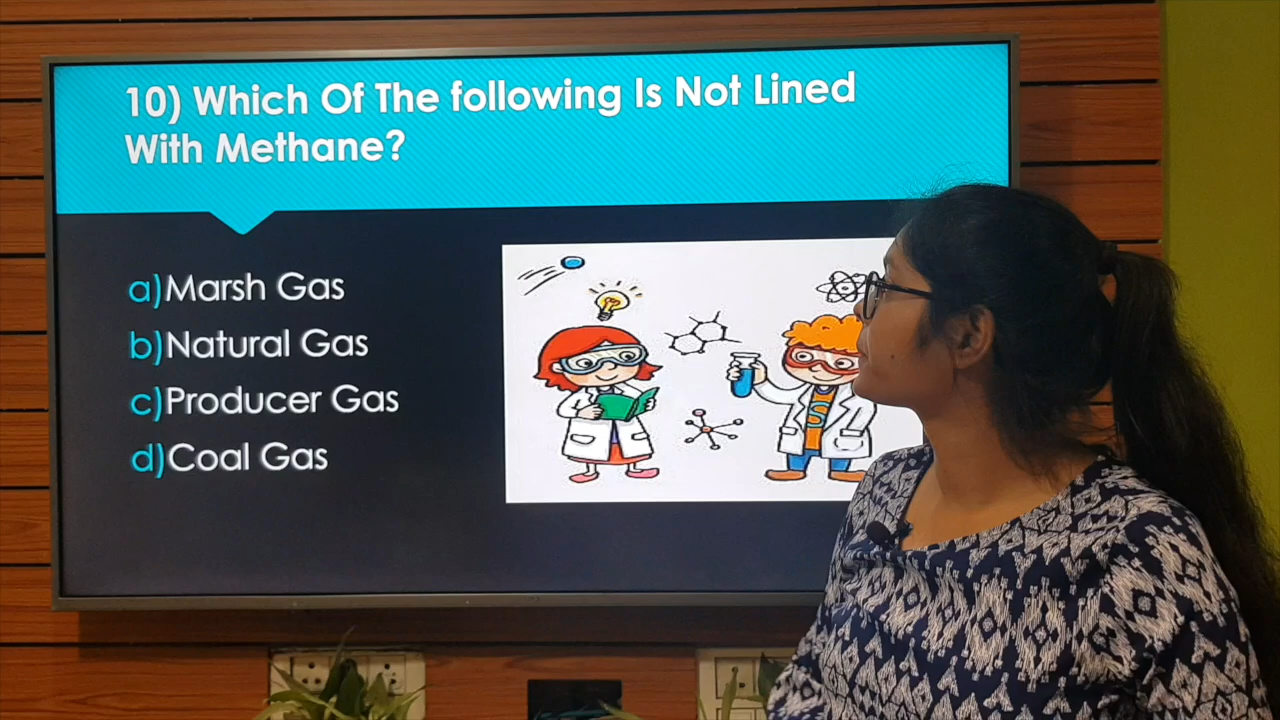 10) Which Of The following Is Not Lined
With Methane?
a)Marsh Gas
b)Natural Gas
c)Producer Gas
d)Coal Gas
S